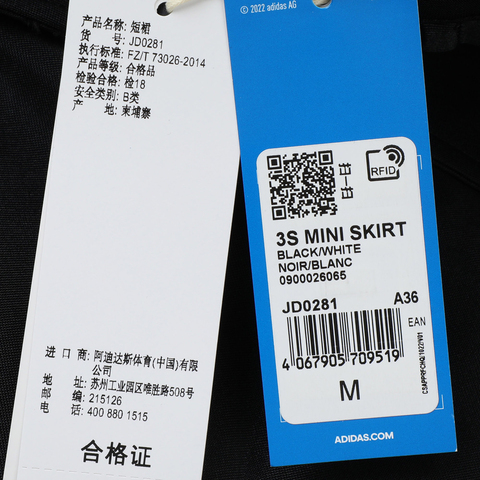 产品名称: 短裙
货 号: JD0281
执行标准: FZ/T 73026-2014
产品等级: 合格品
检验合格: 检18
安全类别: B类
产 地: 柬埔寨
进 口 商: 阿迪达斯体育(中国)有限
公司
地 址: 苏州工业园区唯胜路508号
邮 编: 215126
电 话: 400 880 1515
合格证
© 2022 adidas AG
RFID
3S MINI SKIRT
BLACK/WHITE
NOIR/BLANC
0900026065
JD0281 A36
EAN
4 067905 709519
M
ADIDAS.COM